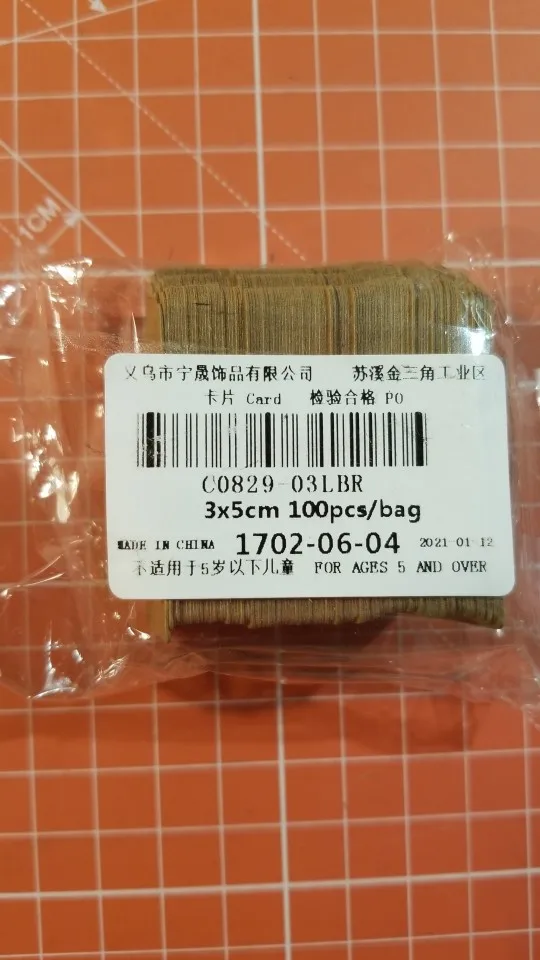 1CM
义乌市宁晟饰品有限公司 苏溪金三角工业区
卡片 Card 检验合格 PO
C0829-03LBR
3x5cm 100pcs/bag
MADE IN CHINA 1702-06-04 2021-01-12
不适用于5岁以下儿童 FOR AGES 5 AND OVER